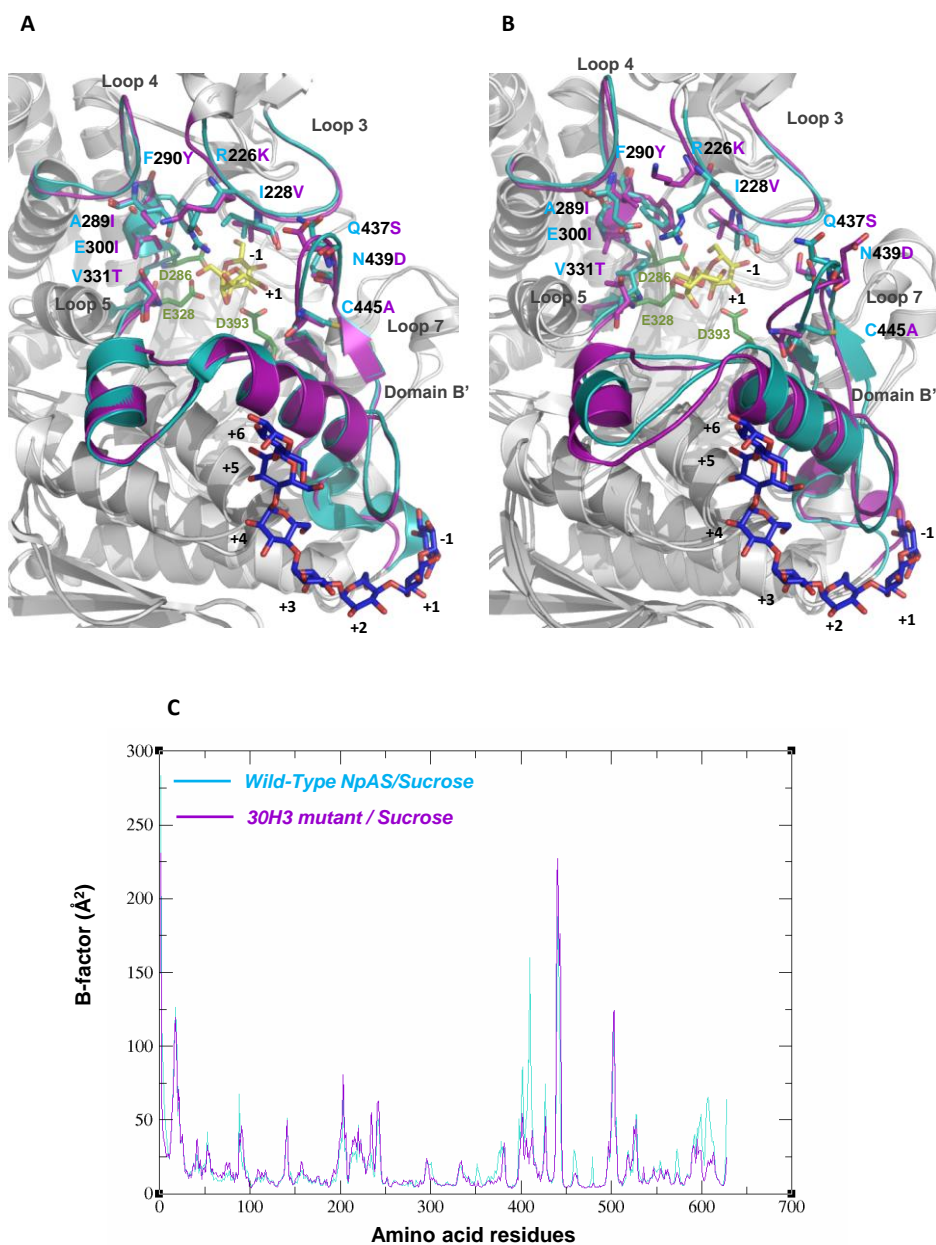 A
Loop 4
Loop 3
F290Y
R226K
I228V
A289I
Q437S
E300I
N439D
V331T
D286
-1
+1
Loop 5
E328
D393
C445A
Loop 7
Domain B'
+6
+5
+4
+3
+2
+1
-1
B
Loop 4
Loop 3
F290Y
R226K
I228V
A289I
Q437S
E300I
N439D
V331T
D286
-1
+1
Loop 5
E328
D393
Loop 7
C445A
Domain B'
+6
+5
+4
+3
+2
+1
-1
C
300
250
200
150
100
50
0
B-factor (Å²)
Wild-Type NpAS/Sucrose
30H3 mutant / Sucrose
0 100 200 300 400 500 600 700
Amino acid residues